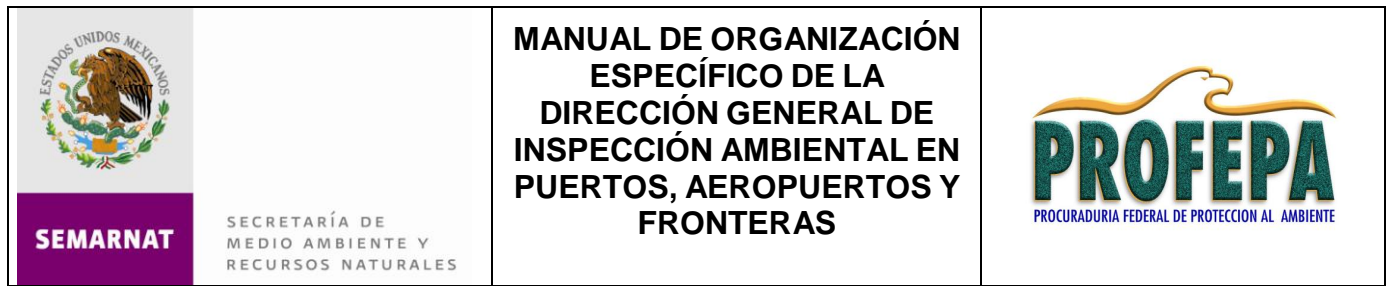 ESTADOS UNIDOS MEXICANOS
SEMARNAT
SECRETARÍA DE
MEDIO AMBIENTE Y
RECURSOS NATURALES
MANUAL DE ORGANIZACIÓN
ESPECÍFICO DE LA
DIRECCIÓN GENERAL DE
INSPECCIÓN AMBIENTAL EN
PUERTOS, AEROPUERTOS Y
FRONTERAS
PROFEPA
PROCURADURIA FEDERAL DE PROTECCION AL AMBIENTE